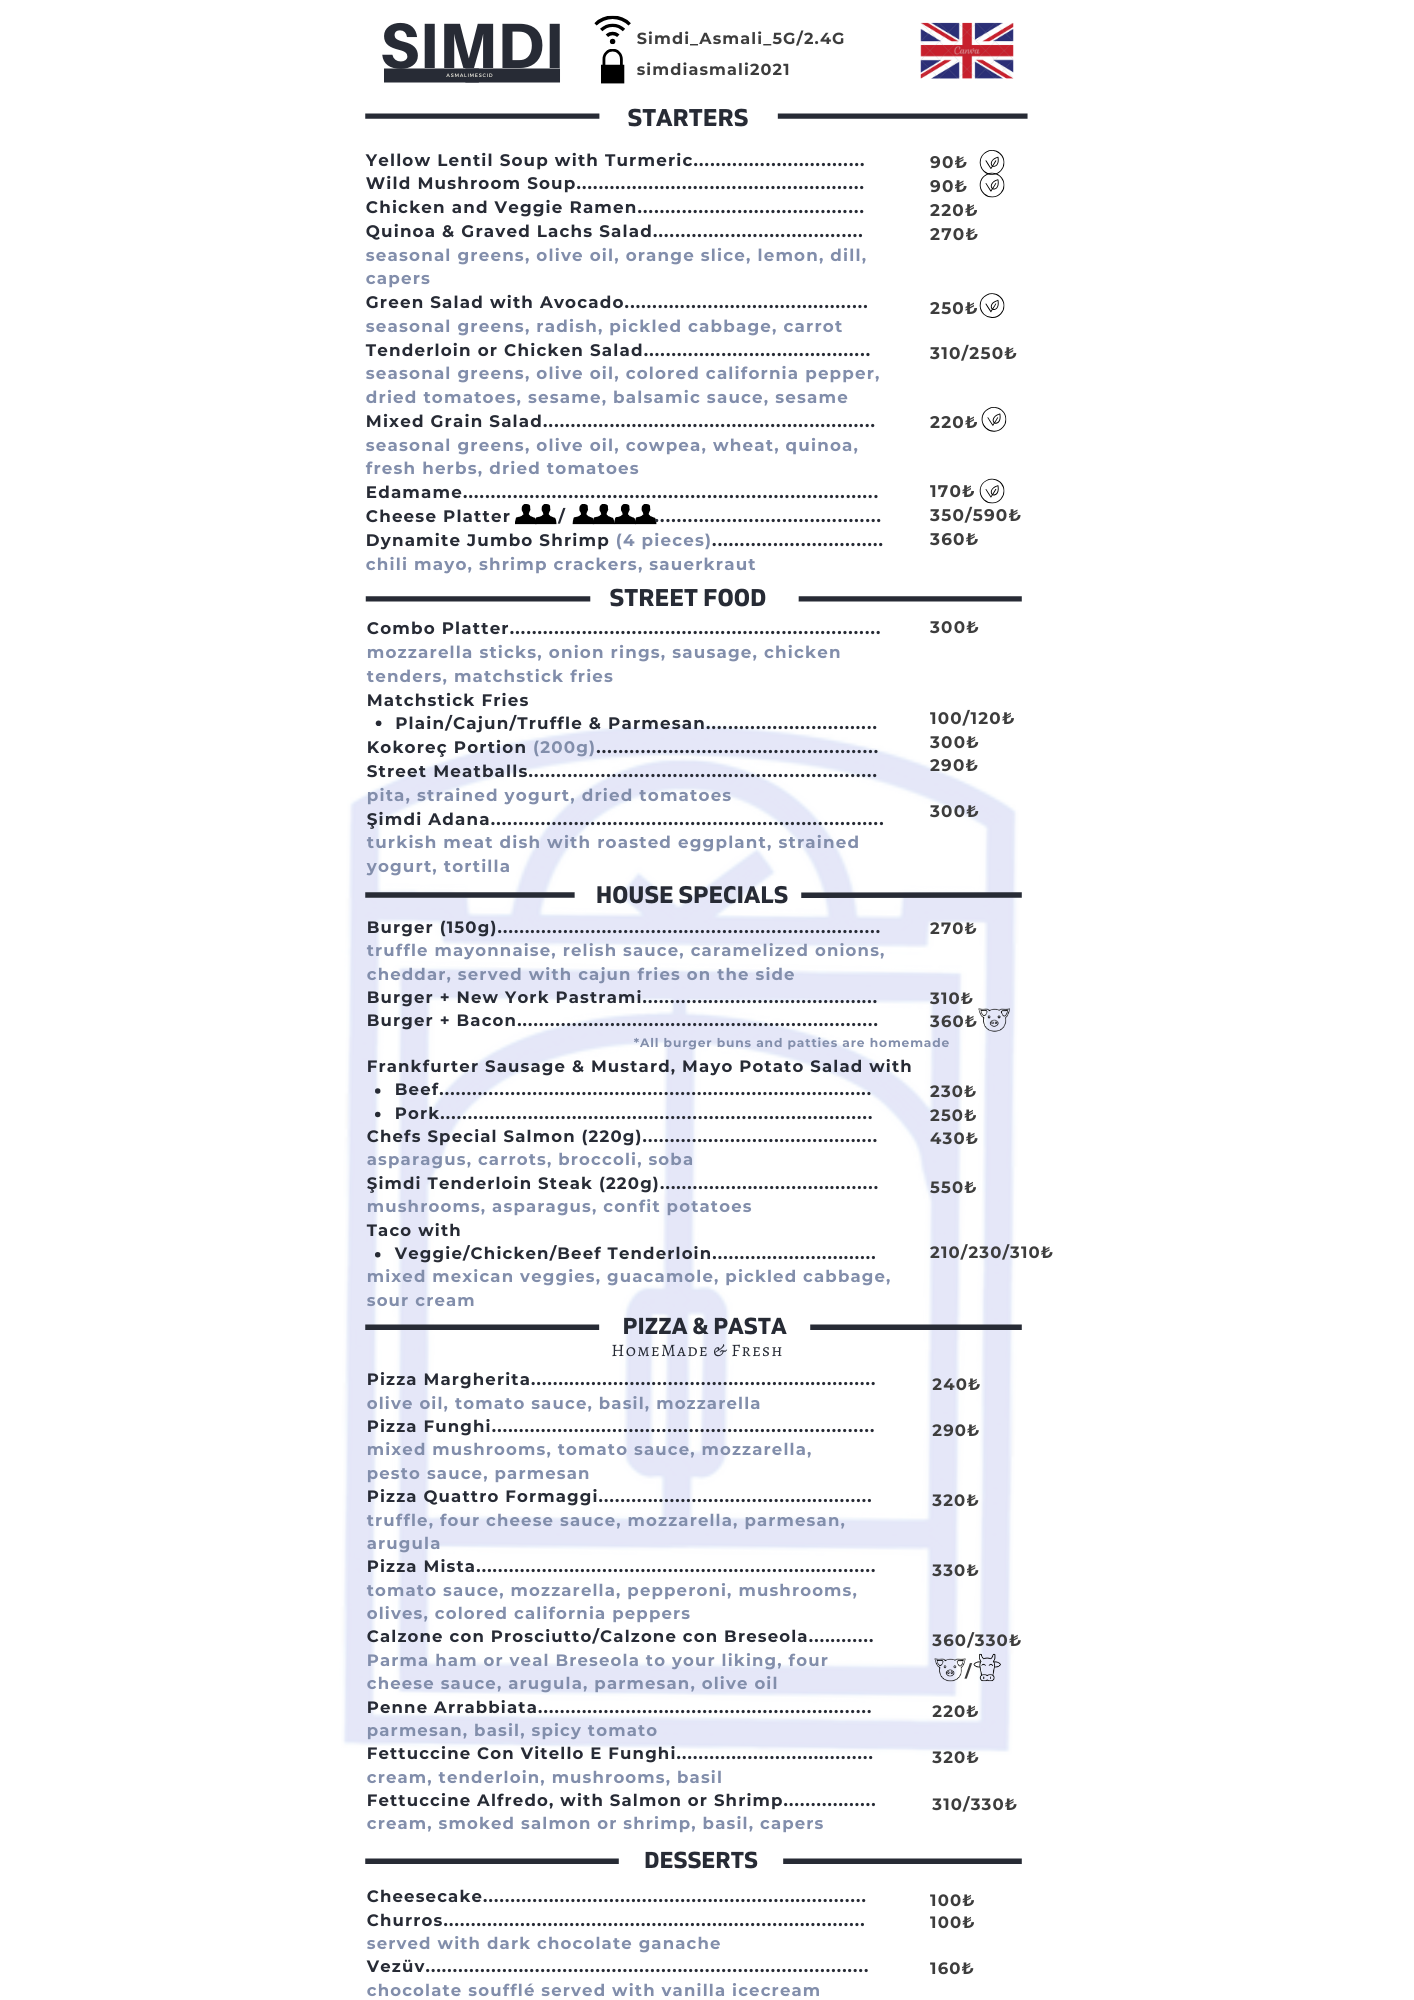 SIMDI
ASMALIMESCID
Simdi_Asmali_5G/2.4G
simdiasmali2021
Canva
STARTERS
Yellow Lentil Soup with Turmeric............................... 90₺
Wild Mushroom Soup.................................................... 90₺
Chicken and Veggie Ramen......................................... 220₺
Quinoa & Graved Lachs Salad...................................... 270₺
seasonal greens, olive oil, orange slice, lemon, dill,
capers
Green Salad with Avocado............................................ 250₺
seasonal greens, radish, pickled cabbage, carrot
Tenderloin or Chicken Salad......................................... 310/250₺
seasonal greens, olive oil, colored california pepper,
dried tomatoes, sesame, balsamic sauce, sesame
Mixed Grain Salad............................................................ 220₺
seasonal greens, olive oil, cowpea, wheat, quinoa,
fresh herbs, dried tomatoes
Edamame........................................................................... 170₺
Cheese Platter / ......................................... 350/590₺
Dynamite Jumbo Shrimp (4 pieces)............................... 360₺
chili mayo, shrimp crackers, sauerkraut
STREET FOOD
Combo Platter................................................................... 300₺
mozzarella sticks, onion rings, sausage, chicken
tenders, matchstick fries
Matchstick Fries
• Plain/Cajun/Truffle & Parmesan............................... 100/120₺
Kokoreç Portion (200g)................................................... 300₺
Street Meatballs............................................................... 290₺
pita, strained yogurt, dried tomatoes
Şimdi Adana....................................................................... 300₺
turkish meat dish with roasted eggplant, strained
yogurt, tortilla
HOUSE SPECIALS
Burger (150g)..................................................................... 270₺
truffle mayonnaise, relish sauce, caramelized onions,
cheddar, served with cajun fries on the side
Burger + New York Pastrami.......................................... 310₺
Burger + Bacon................................................................. 360₺
*All burger buns and patties are homemade
Frankfurter Sausage & Mustard, Mayo Potato Salad with
• Beef.............................................................................. 230₺
• Pork.............................................................................. 250₺
Chefs Special Salmon (220g).......................................... 430₺
asparagus, carrots, broccoli, soba
Şimdi Tenderloin Steak (220g)....................................... 550₺
mushrooms, asparagus, confit potatoes
Taco with
• Veggie/Chicken/Beef Tenderloin............................. 210/230/310₺
mixed mexican veggies, guacamole, pickled cabbage,
sour cream
PIZZA & PASTA
HomeMade & Fresh
Pizza Margherita.............................................................. 240₺
olive oil, tomato sauce, basil, mozzarella
Pizza Funghi..................................................................... 290₺
mixed mushrooms, tomato sauce, mozzarella,
pesto sauce, parmesan
Pizza Quattro Formaggi................................................. 320₺
truffle, four cheese sauce, mozzarella, parmesan,
arugula
Pizza Mista........................................................................ 330₺
tomato sauce, mozzarella, pepperoni, mushrooms,
olives, colored california peppers
Calzone con Prosciutto/Calzone con Breseola............ 360/330₺
Parma ham or veal Breseola to your liking, four /
cheese sauce, arugula, parmesan, olive oil
Penne Arrabbiata............................................................ 220₺
parmesan, basil, spicy tomato
Fettuccine Con Vitello E Funghi.................................... 320₺
cream, tenderloin, mushrooms, basil
Fettuccine Alfredo, with Salmon or Shrimp................. 310/330₺
cream, smoked salmon or shrimp, basil, capers
DESSERTS
Cheesecake..................................................................... 100₺
Churros............................................................................ 100₺
served with dark chocolate ganache
Vezüv................................................................................ 160₺
chocolate soufflé served with vanilla icecream